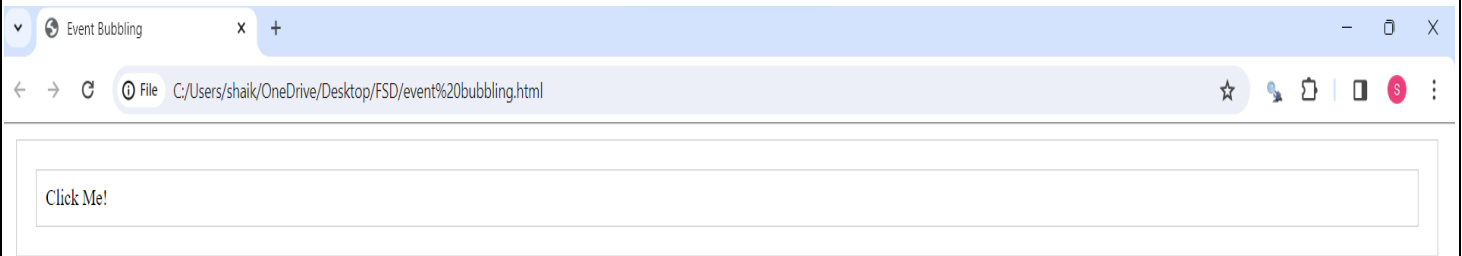 Event Bubbling
File C:/Users/shaik/OneDrive/Desktop/FSD/event%20bubbling.html
S
Click Me!